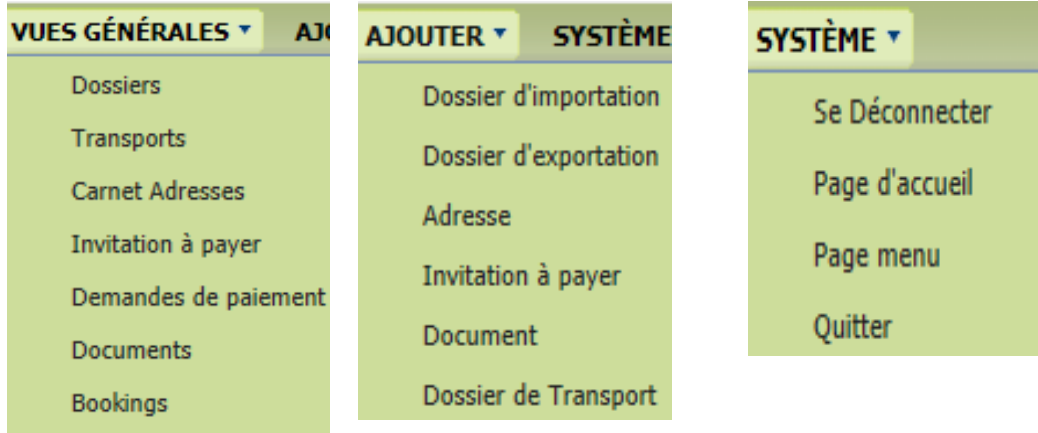 VUES GÉNÉRALES
Dossiers
Transports
Carnet Adresses
Invitation à payer
Demandes de paiement
Documents
Bookings
AJOUTER SYSTÈME
Dossier d'importation
Dossier d'exportation
Adresse
Invitation à payer
Document
Dossier de Transport
SYSTÈME
Se Déconnecter
Page d'accueil
Page menu
Quitter